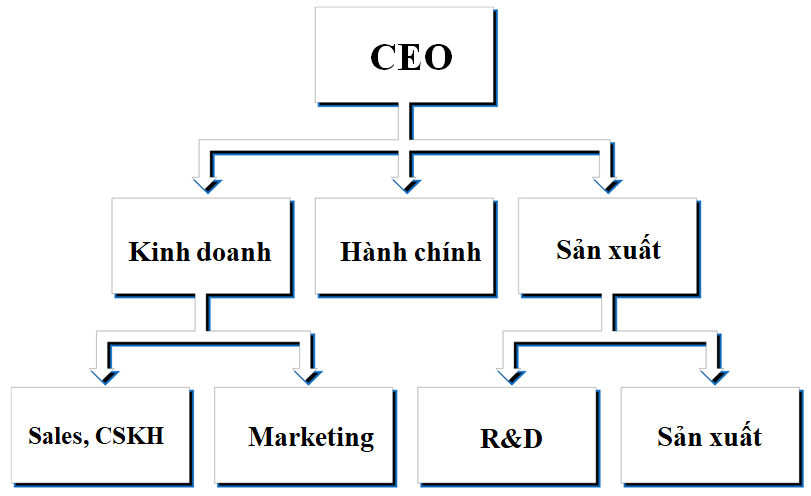 CEO
Kinh doanh
Hành chính
Sản xuất
Sales, CSKH
Marketing
R&D
Sản xuất